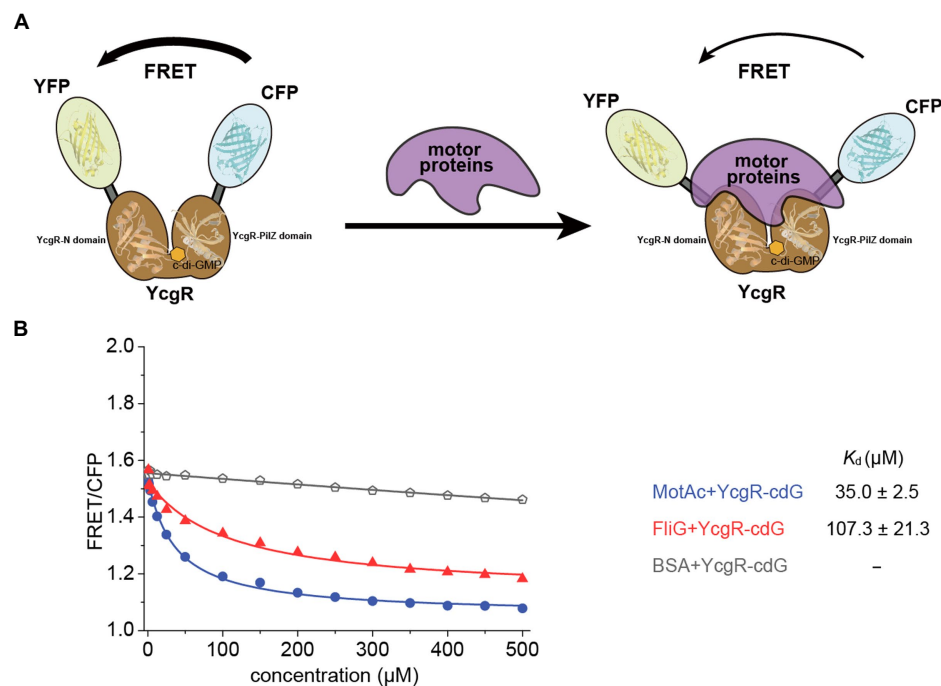 A
FRET
YFP
CFP
YcgR-N domain
YcgR-PilZ domain
c-di-GMP
YcgR
motor
proteins
FRET
YFP
CFP
motor
proteins
YcgR-N domain
YcgR-PilZ domain
c-di-GMP
YcgR
B
FRET/CFP
2.0
1.8
1.6
1.4
1.2
1.0
0 100 200 300 400 500
concentration (μM)
Kd (μM)
MotAc+YcgR-cdG 35.0 ± 2.5
FliG+YcgR-cdG 107.3 ± 21.3
BSA+YcgR-cdG –